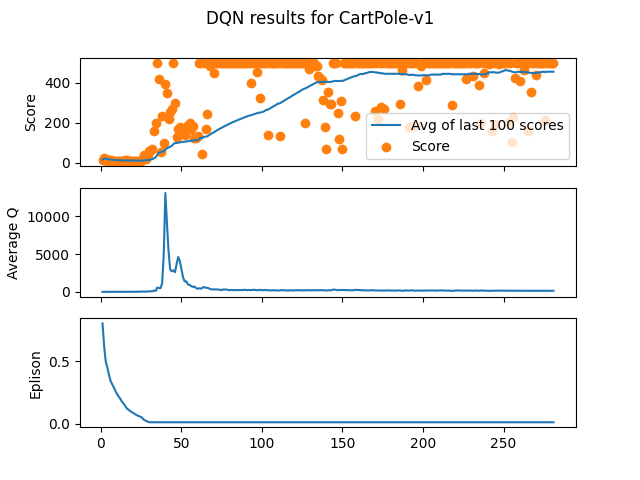 DQN results for CartPole-v1
400
200
0
Score
Avg of last 100 scores
Score
10000
5000
0
Average Q
0.5
0.0
Eplison
0 50 100 150 200 250